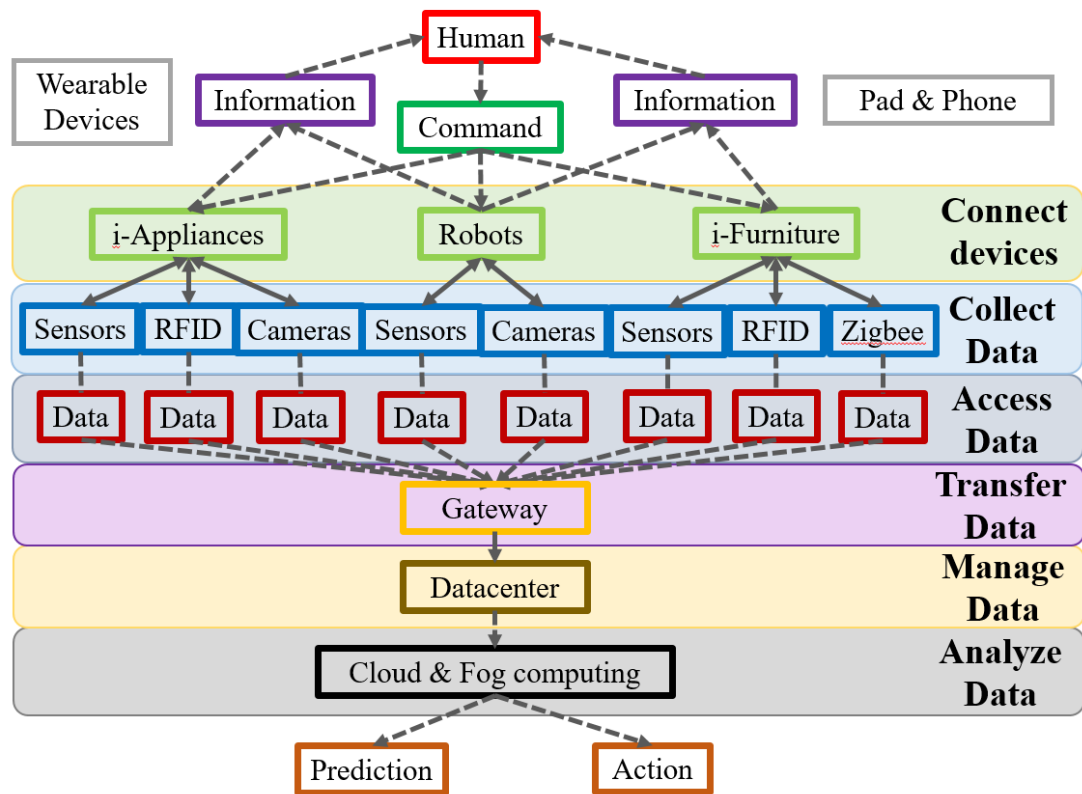 Human
Wearable
Devices
Information
Information
Pad & Phone
Command
i-Appliances
Robots
i-Furniture
Connect
devices
Sensors
RFID
Cameras
Sensors
Cameras
Sensors
RFID
Zigbee
Collect
Data
Data
Data
Data
Data
Data
Data
Data
Data
Access
Data
Gateway
Transfer
Data
Datacenter
Manage
Data
Cloud & Fog computing
Analyze
Data
Prediction
Action